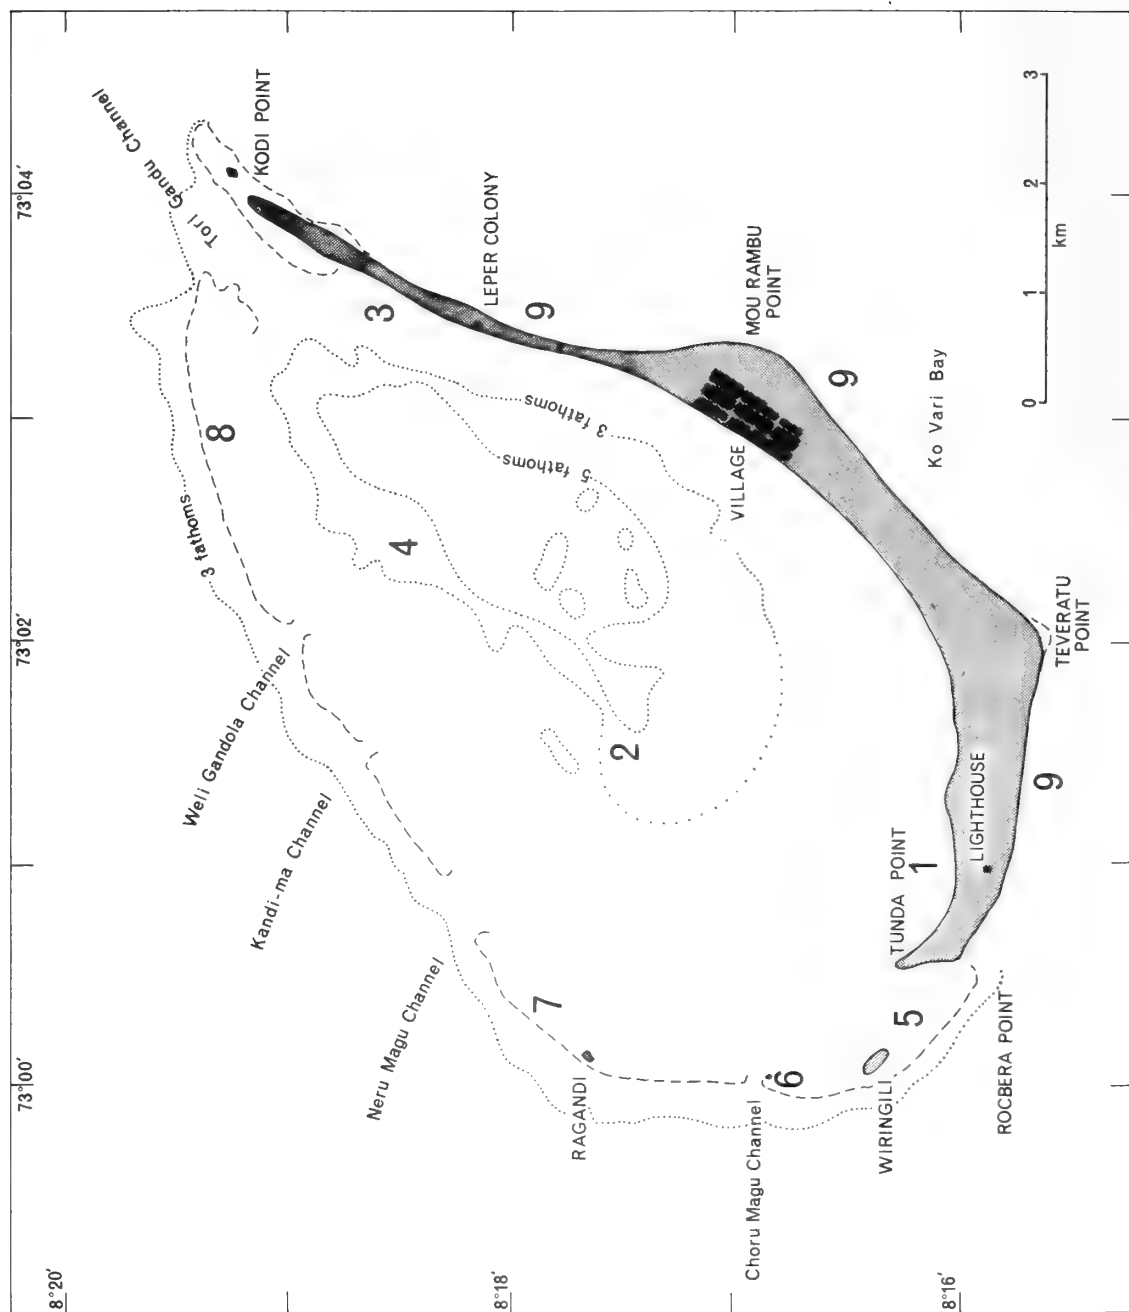 73°04'
73°02'
73°00'
8°20'
8°18'
8°16'
Tori Gandu Channel
KODI POINT
3
LEPER COLONY
9
MOU RAMBU
POINT
9
Ko Vari Bay
VILLAGE
8
3 fathoms
3 fathoms
5 fathoms
4
2
Weli Gandola Channel
Kandi-ma Channel
Neru Magu Channel
7
RAGANDI
Choru Magu Channel
6
WIRINGILI
5
ROCBERA POINT
TUNDA POINT
1
LIGHTHOUSE
9
TEVERATU
POINT
0 1 2 3
km